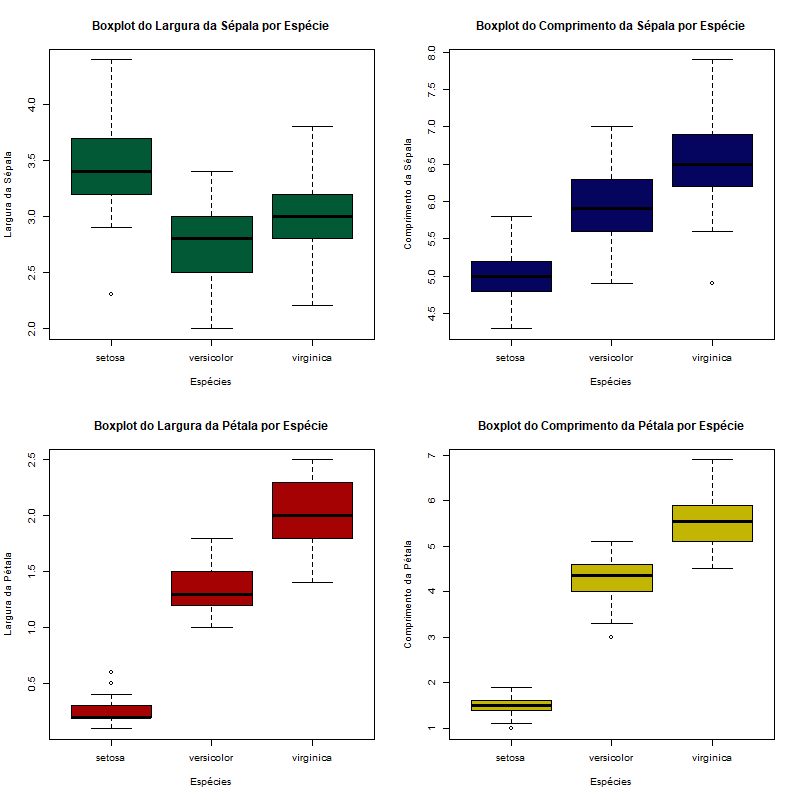 Boxplot do Largura da Sépala por Espécie
Largura da Sépala
4.0
3.5
3.0
2.5
2.0
setosa versicolor virginica
Espécies
Boxplot do Comprimento da Sépala por Espécie
Comprimento da Sépala
8.0
7.5
7.0
6.5
6.0
5.5
5.0
4.5
setosa versicolor virginica
Espécies
Boxplot do Largura da Pétala por Espécie
Largura da Pétala
2.5
2.0
1.5
1.0
0.5
setosa versicolor virginica
Espécies
Boxplot do Comprimento da Pétala por Espécie
Comprimento da Pétala
7
6
5
4
3
2
1
setosa versicolor virginica
Espécies